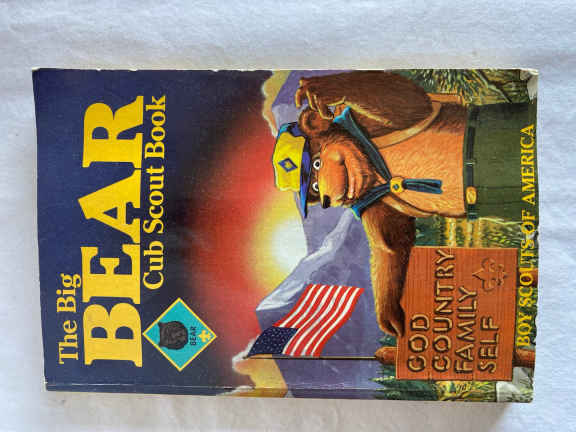 The Big
BEAR
Cub Scout Book
BEAR
GOD
COUNTRY
FAMILY
SELF
BOY SCOUTS OF AMERICA